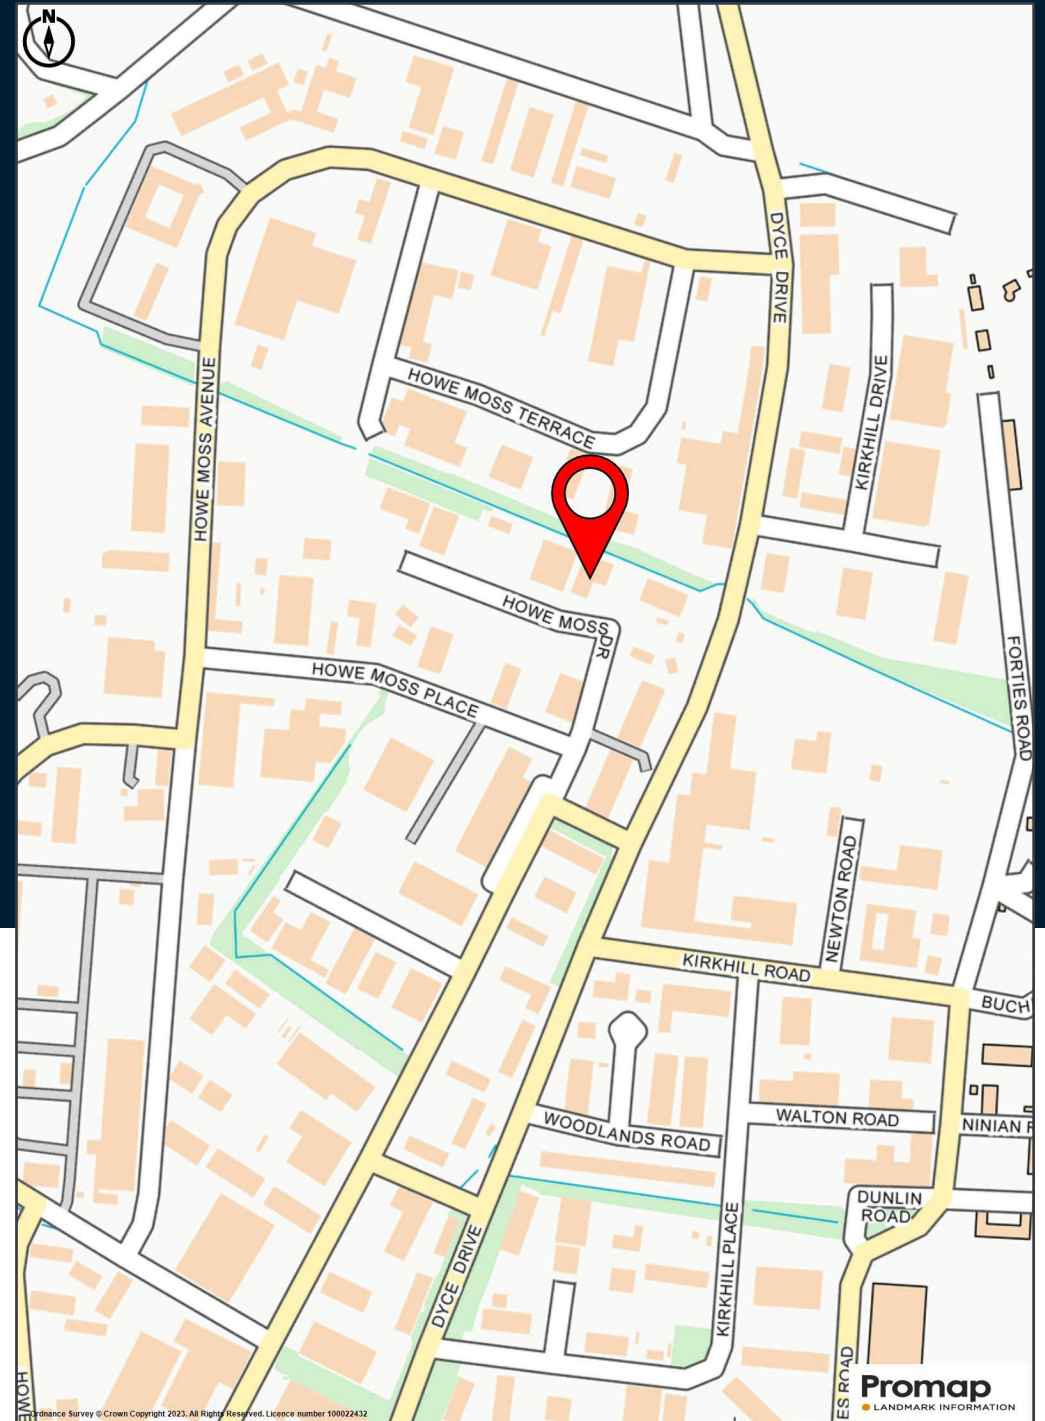 N
DYCE DRIVE
HOWE MOSS AVENUE
HOWE MOSS TERRACE
KIRKHILL DRIVE
HOWE MOSS
DR
HOWE MOSS PLACE
FORTIES ROAD
NEWTON ROAD
KIRKHILL ROAD
BUCH
WOODLANDS ROAD
WALTON ROAD
NINIAN R
DUNLIN
ROAD
KIRKHILL PLACE
DYCE DRIVE
HOWE
ES ROAD
Promap
LANDMARK INFORMATION
Ordnance Survey © Crown Copyright 2023. All Rights Reserved. Licence number 100022432